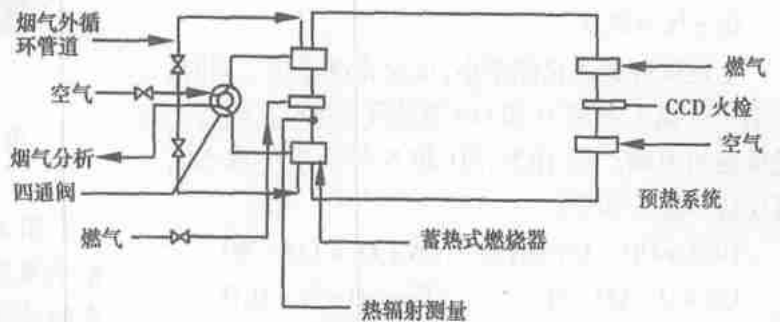 烟气外循
环管道
空气
烟气分析
四通阀
燃气
燃气
CCD 火检
空气
预热系统
蓄热式燃烧器
热辐射测量